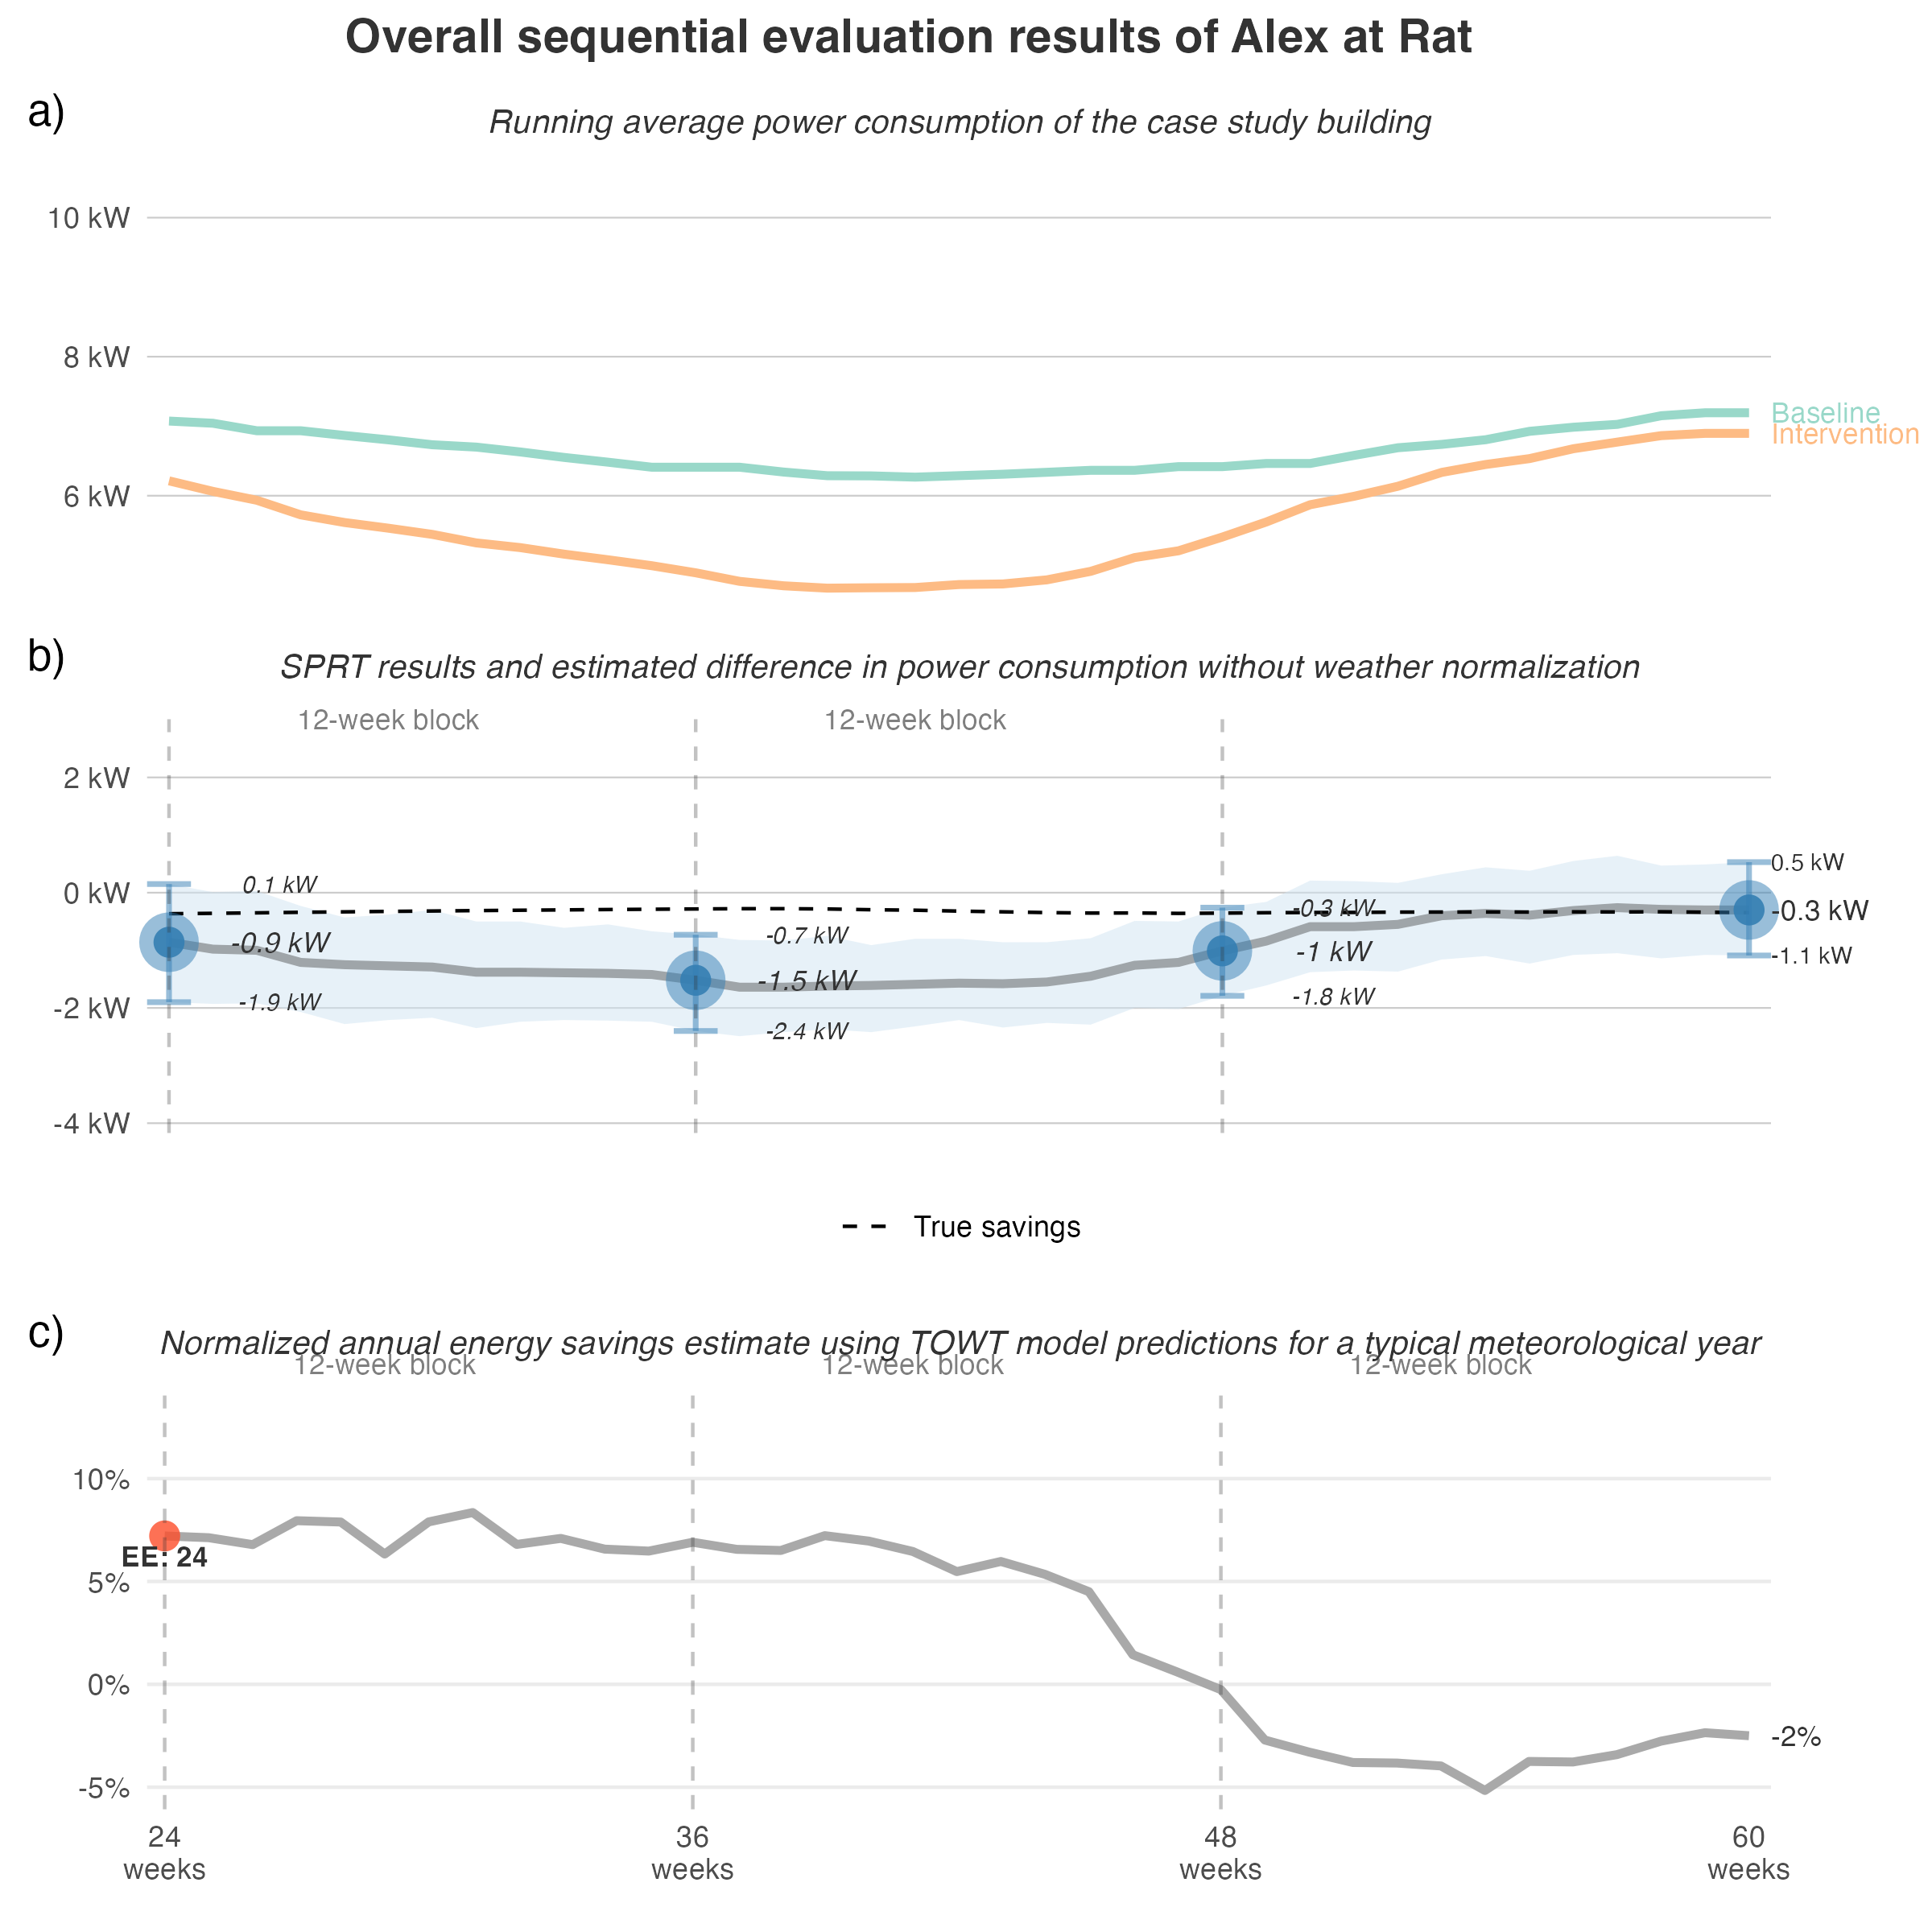 Overall sequential evaluation results of Alex at Rat
a)
Running average power consumption of the case study building
10 kW
8 kW
6 kW
Baseline
Intervention
b)
SPRT results and estimated difference in power consumption without weather normalization
12-week block
12-week block
2 kW
0 kW
-2 kW
-4 kW
0.1 kW
-0.9 kW
-1.9 kW
-0.7 kW
-1.5 kW
-2.4 kW
-0.3 kW
-1 kW
-1.8 kW
0.5 kW
-0.3 kW
-1.1 kW
True savings
c)
Normalized annual energy savings estimate using TOWT model predictions for a typical meteorological year
12-week block
12-week block
12-week block
10%
EE: 24
5%
0%
-5%
-2%
24
weeks
36
weeks
48
weeks
60
weeks